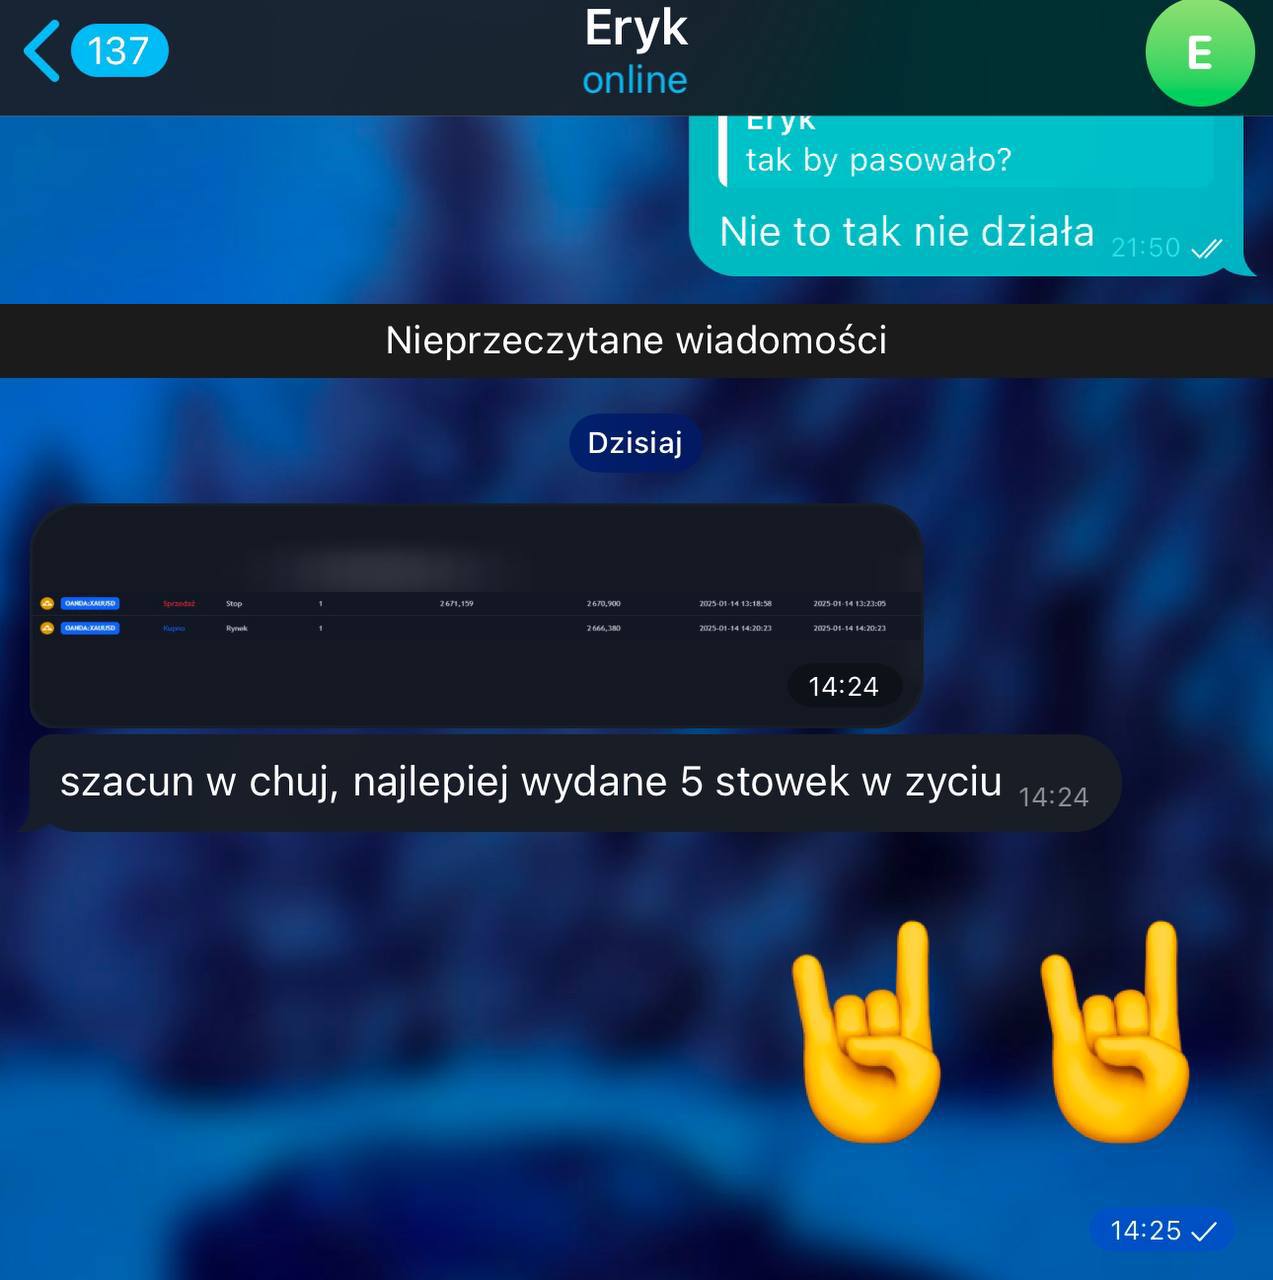 137
Eryk
online
E
Eryk
tak by pasowało?
Nie to tak nie działa 21:50
Nieprzeczytane wiadomości
Dzisiaj
OANDA:XAUUSD Sprzedaż Stop 1 2 671,159 2 670,900 2025-01-14 13:18:58 2025-01-14 13:23:05
OANDA:XAUUSD Kupno Rynek 1 2 666,380 2025-01-14 14:20:23 2025-01-14 14:20:23
14:24
szacun w chuj, najlepiej wydane 5 stowek w zyciu 14:24
14:25